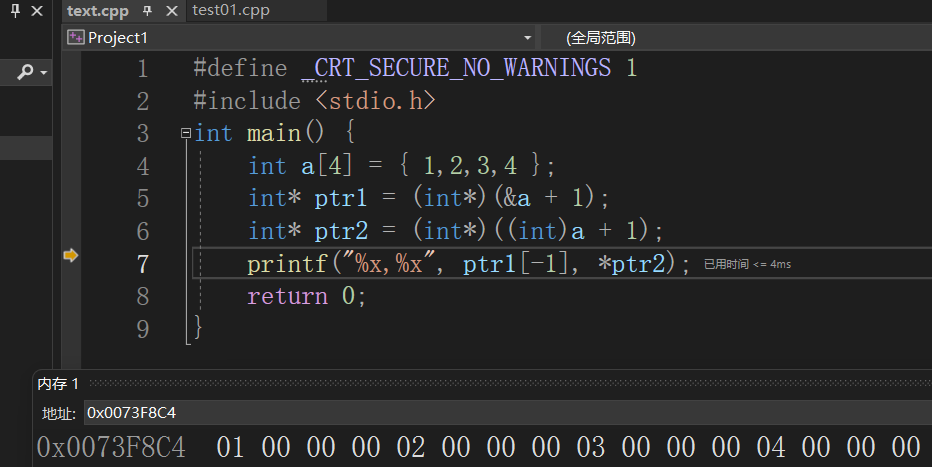 text.cpp
test01.cpp
Project1
(全局范围)
1 #define _CRT_SECURE_NO_WARNINGS 1
2 #include <stdio.h>
3 int main() {
4 int a[4] = { 1,2,3,4 };
5 int* ptr1 = (int*)(&a + 1);
6 int* ptr2 = (int*)((int)a + 1);
7 printf("%x,%x", ptr1[-1], *ptr2); 已用时间 <= 4ms
8 return 0;
9 }
内存 1
地址: 0x0073F8C4
0x0073F8C4 01 00 00 00 02 00 00 00 03 00 00 00 04 00 00 00